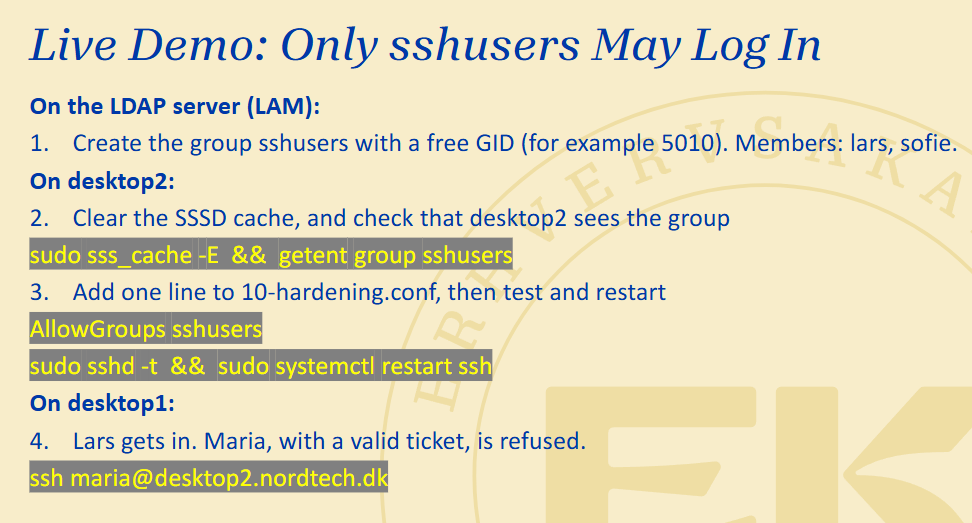 Live Demo: Only sshusers May Log In
On the LDAP server (LAM):
1. Create the group sshusers with a free GID (for example 5010). Members: lars, sofie.
On desktop2:
2. Clear the SSSD cache, and check that desktop2 sees the group
sudo sss_cache -E && getent group sshusers
3. Add one line to 10-hardening.conf, then test and restart
AllowGroups sshusers
sudo sshd -t && sudo systemctl restart ssh
On desktop1:
4. Lars gets in. Maria, with a valid ticket, is refused.
ssh maria@desktop2.nordtech.dk
ERHVERVSAKA
EK